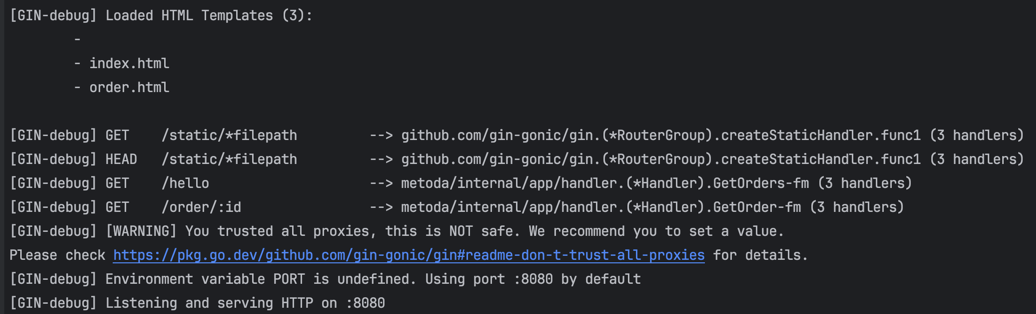 [GIN-debug] Loaded HTML Templates (3):
-
- index.html
- order.html
[GIN-debug] GET /static/*filepath --> github.com/gin-gonic/gin.(*RouterGroup).createStaticHandler.func1 (3 handlers)
[GIN-debug] HEAD /static/*filepath --> github.com/gin-gonic/gin.(*RouterGroup).createStaticHandler.func1 (3 handlers)
[GIN-debug] GET /hello --> metoda/internal/app/handler.(*Handler).GetOrders-fm (3 handlers)
[GIN-debug] GET /order/:id --> metoda/internal/app/handler.(*Handler).GetOrder-fm (3 handlers)
[GIN-debug] [WARNING] You trusted all proxies, this is NOT safe. We recommend you to set a value.
Please check https://pkg.go.dev/github.com/gin-gonic/gin#readme-don-t-trust-all-proxies for details.
[GIN-debug] Environment variable PORT is undefined. Using port :8080 by default
[GIN-debug] Listening and serving HTTP on :8080